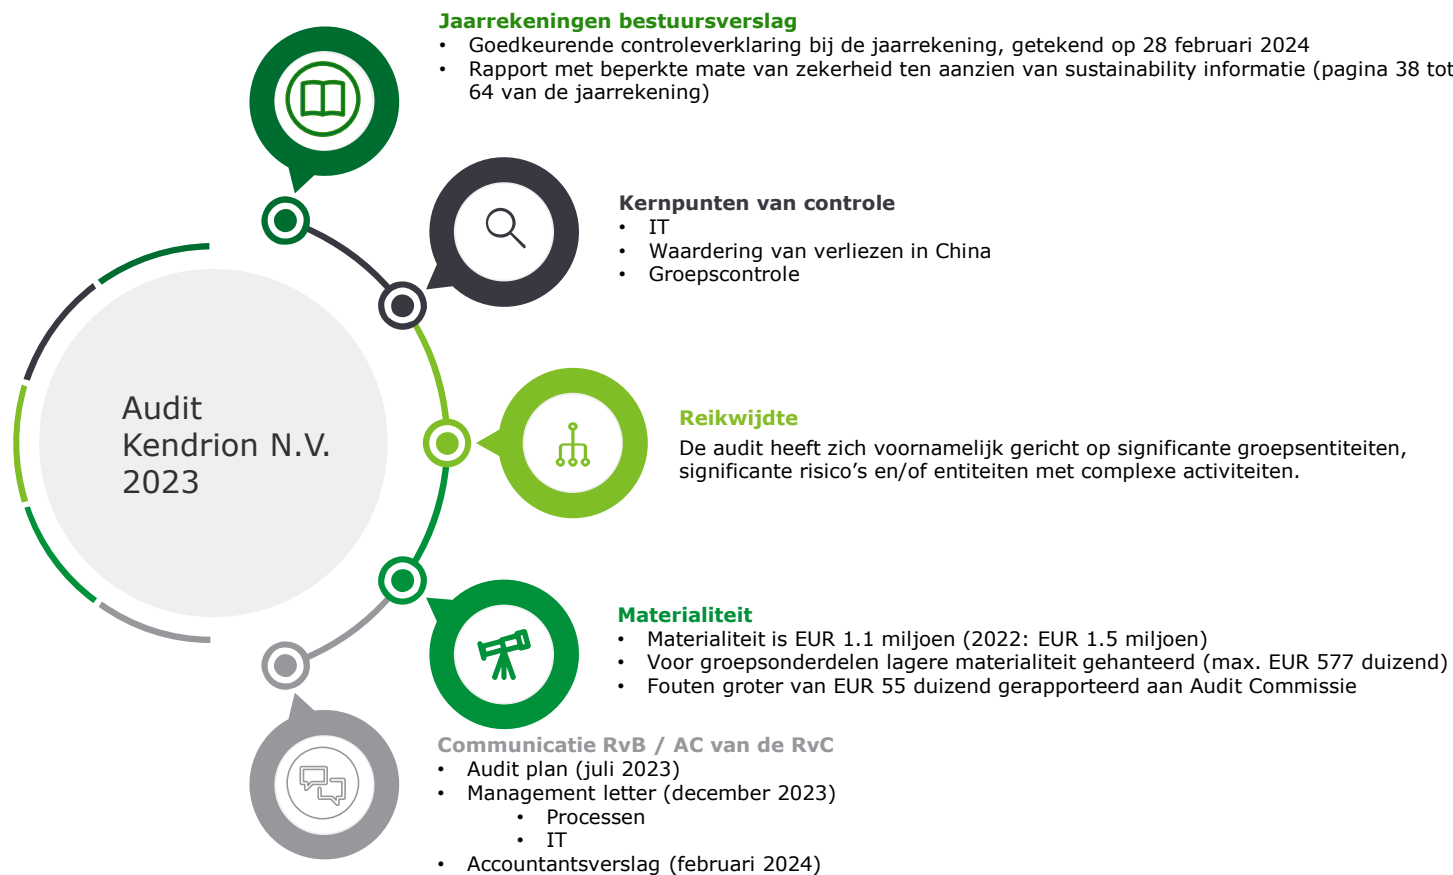 Jaarrekeningen bestuursverslag
• Goedkeurende controleverklaring bij de jaarrekening, getekend op 28 februari 2024
• Rapport met beperkte mate van zekerheid ten aanzien van sustainability informatie (pagina 38 tot
64 van de jaarrekening)
Kernpunten van controle
• IT
• Waardering van verliezen in China
• Groepscontrole
Audit
Kendrion N.V.
2023
Reikwijdte
De audit heeft zich voornamelijk gericht op significante groepsentiteiten,
significante risico's en/of entiteiten met complexe activiteiten.
Materialiteit
• Materialiteit is EUR 1.1 miljoen (2022: EUR 1.5 miljoen)
• Voor groepsonderdelen lagere materialiteit gehanteerd (max. EUR 577 duizend)
• Fouten groter van EUR 55 duizend gerapporteerd aan Audit Commissie
Communicatie RvB / AC van de RvC
• Audit plan (juli 2023)
• Management letter (december 2023)
• Processen
• IT
• Accountantsverslag (februari 2024)